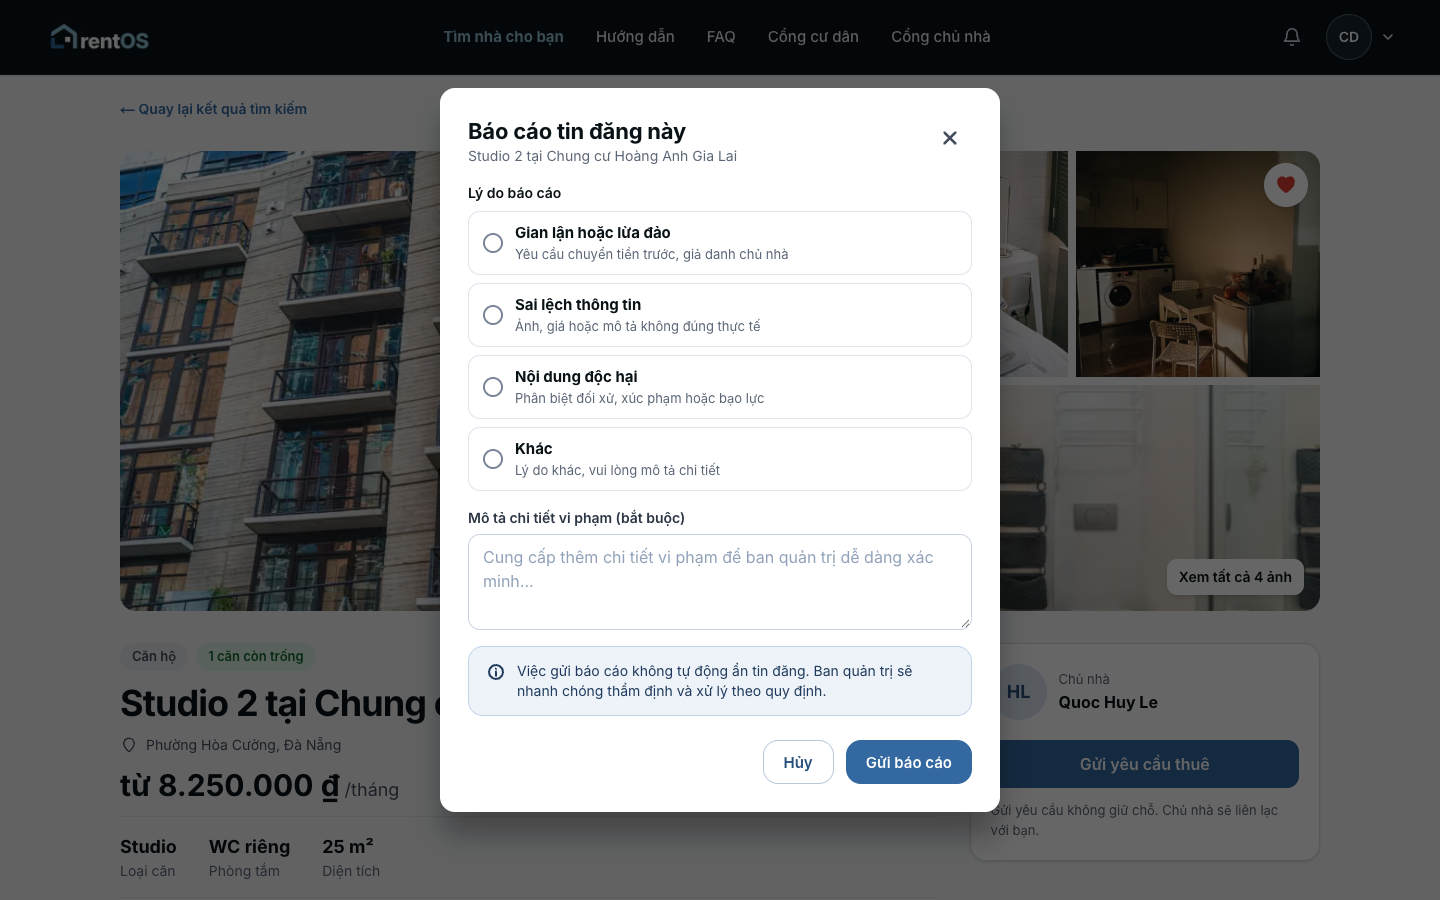 rentOS
Tìm nhà cho bạn
Hướng dẫn
FAQ
Cổng cư dân
Cổng chủ nhà
CD
← Quay lại kết quả tìm kiếm
Báo cáo tin đăng này
Studio 2 tại Chung cư Hoàng Anh Gia Lai
Lý do báo cáo
Gian lận hoặc lừa đảo
Yêu cầu chuyển tiền trước, giả danh chủ nhà
Sai lệch thông tin
Ảnh, giá hoặc mô tả không đúng thực tế
Nội dung độc hại
Phân biệt đối xử, xúc phạm hoặc bạo lực
Khác
Lý do khác, vui lòng mô tả chi tiết
Mô tả chi tiết vi phạm (bắt buộc)
Cung cấp thêm chi tiết vi phạm để ban quản trị dễ dàng xác
minh...
Việc gửi báo cáo không tự động ẩn tin đăng. Ban quản trị sẽ
nhanh chóng thẩm định và xử lý theo quy định.
Hủy
Gửi báo cáo
Xem tất cả 4 ảnh
Căn hộ
1 căn còn trống
Studio 2 tại Chung
Phường Hòa Cường, Đà Nẵng
từ 8.250.000 ₫ /tháng
Studio
Loại căn
WC riêng
Phòng tắm
25 m²
Diện tích
HL
Chủ nhà
Quoc Huy Le
Gửi yêu cầu thuê
Gửi yêu cầu không giữ chỗ. Chủ nhà sẽ liên lạc
với bạn.